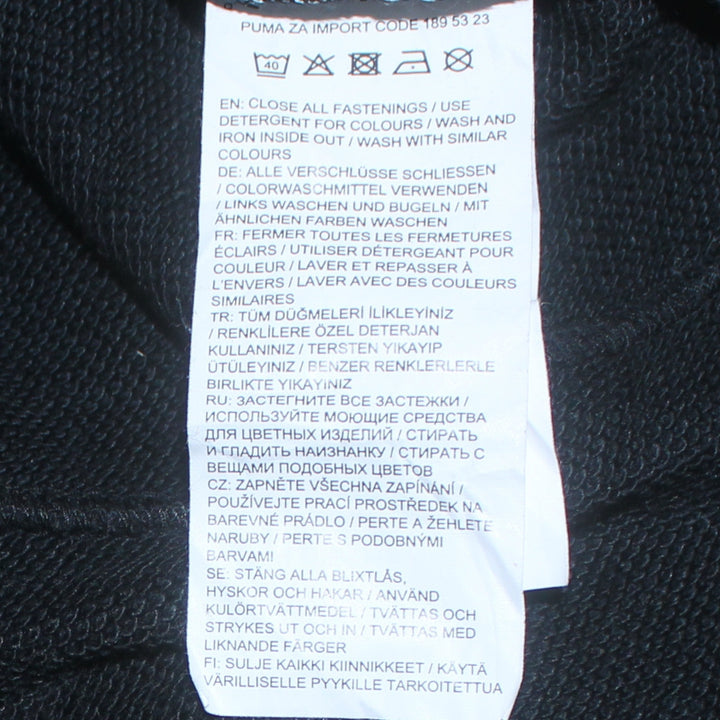 PUMA ZA IMPORT CODE 189 53 23
40
EN: CLOSE ALL FASTENINGS / USE
DETERGENT FOR COLOURS / WASH AND
IRON INSIDE OUT / WASH WITH SIMILAR
COLOURS
DE: ALLE VERSCHLÜSSE SCHLIESSEN
/ COLORWASCHMITTEL VERWENDEN
/ LINKS WASCHEN UND BUGELN / MIT
ÄHNLICHEN FARBEN WASCHEN
FR: FERMER TOUTES LES FERMETURES
ÉCLAIRS / UTILISER DÉTERGEANT POUR
COULEUR / LAVER ET REPASSER À
L'ENVERS / LAVER AVEC DES COULEURS
SIMILAIRES
TR: TÜM DÜĞMELERİ İLİKLEYİNİZ
/ RENKLİLERE ÖZEL DETERJAN
KULLANINIZ / TERSTEN YIKAYIP
ÜTÜLEYINIZ / BENZER RENKLERLERLE
BIRLIKTE YIKAYINIZ
RU: ЗАСТЕГНИТЕ ВСЕ ЗАСТЕЖКИ /
ИСПОЛЬЗУЙТЕ МОЮЩИЕ СРЕДСТВА
ДЛЯ ЦВЕТНЫХ ИЗДЕЛИЙ / СТИРАТЬ
И ГЛАДИТЬ НАИЗНАНКУ / СТИРАТЬ С
ВЕЩАМИ ПОДОБНЫХ ЦВЕТОВ
CZ: ZAPNĚTE VŠECHNA ZAPÍNÁNÍ /
POUŽÍVEJTE PRACÍ PROSTŘEDEK NA
BAREVNÉ PRÁDLO / PERTE A ŽEHLETE
NARUBY / PERTE S PODOBNÝMI
BARVAMI
SE: STÄNG ALLA BLIXTLÅS,
HYSKOR OCH HAKAR / ANVÄND
KULÖRTVÄTTMEDEL / TVÄTTAS OCH
STRYKES UT OCH IN / TVÄTTAS MED
LIKNANDE FÄRGER
FI: SULJE KAIKKI KIINNIKKEET / KÄYTÄ
VÄRILLISELLE PYYKILLE TARKOITETTUA